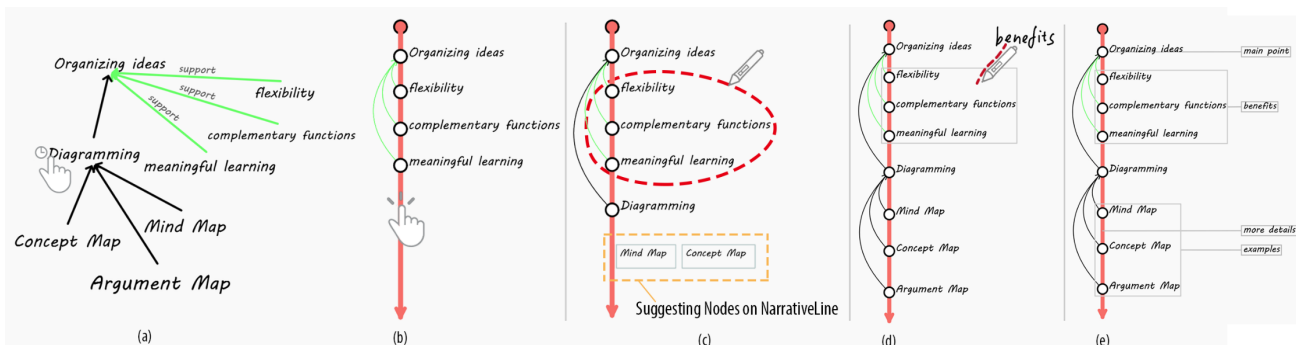 Organizing ideas
support
support
support
flexibility
complementary functions
meaningful learning
Diagramming
Mind Map
Concept Map
Argument Map
(a)
Organizing ideas
flexibility
complementary functions
meaningful learning
(b)
Organizing ideas
flexibility
complementary functions
meaningful learning
Diagramming
Mind Map
Concept Map
Suggesting Nodes on NarrativeLine
(c)
benefits
Organizing ideas
flexibility
complementary functions
meaningful learning
Diagramming
Mind Map
Concept Map
Argument Map
(d)
Organizing ideas
main point
flexibility
complementary functions
benefits
meaningful learning
Diagramming
Mind Map
more details
Concept Map
examples
Argument Map
(e)